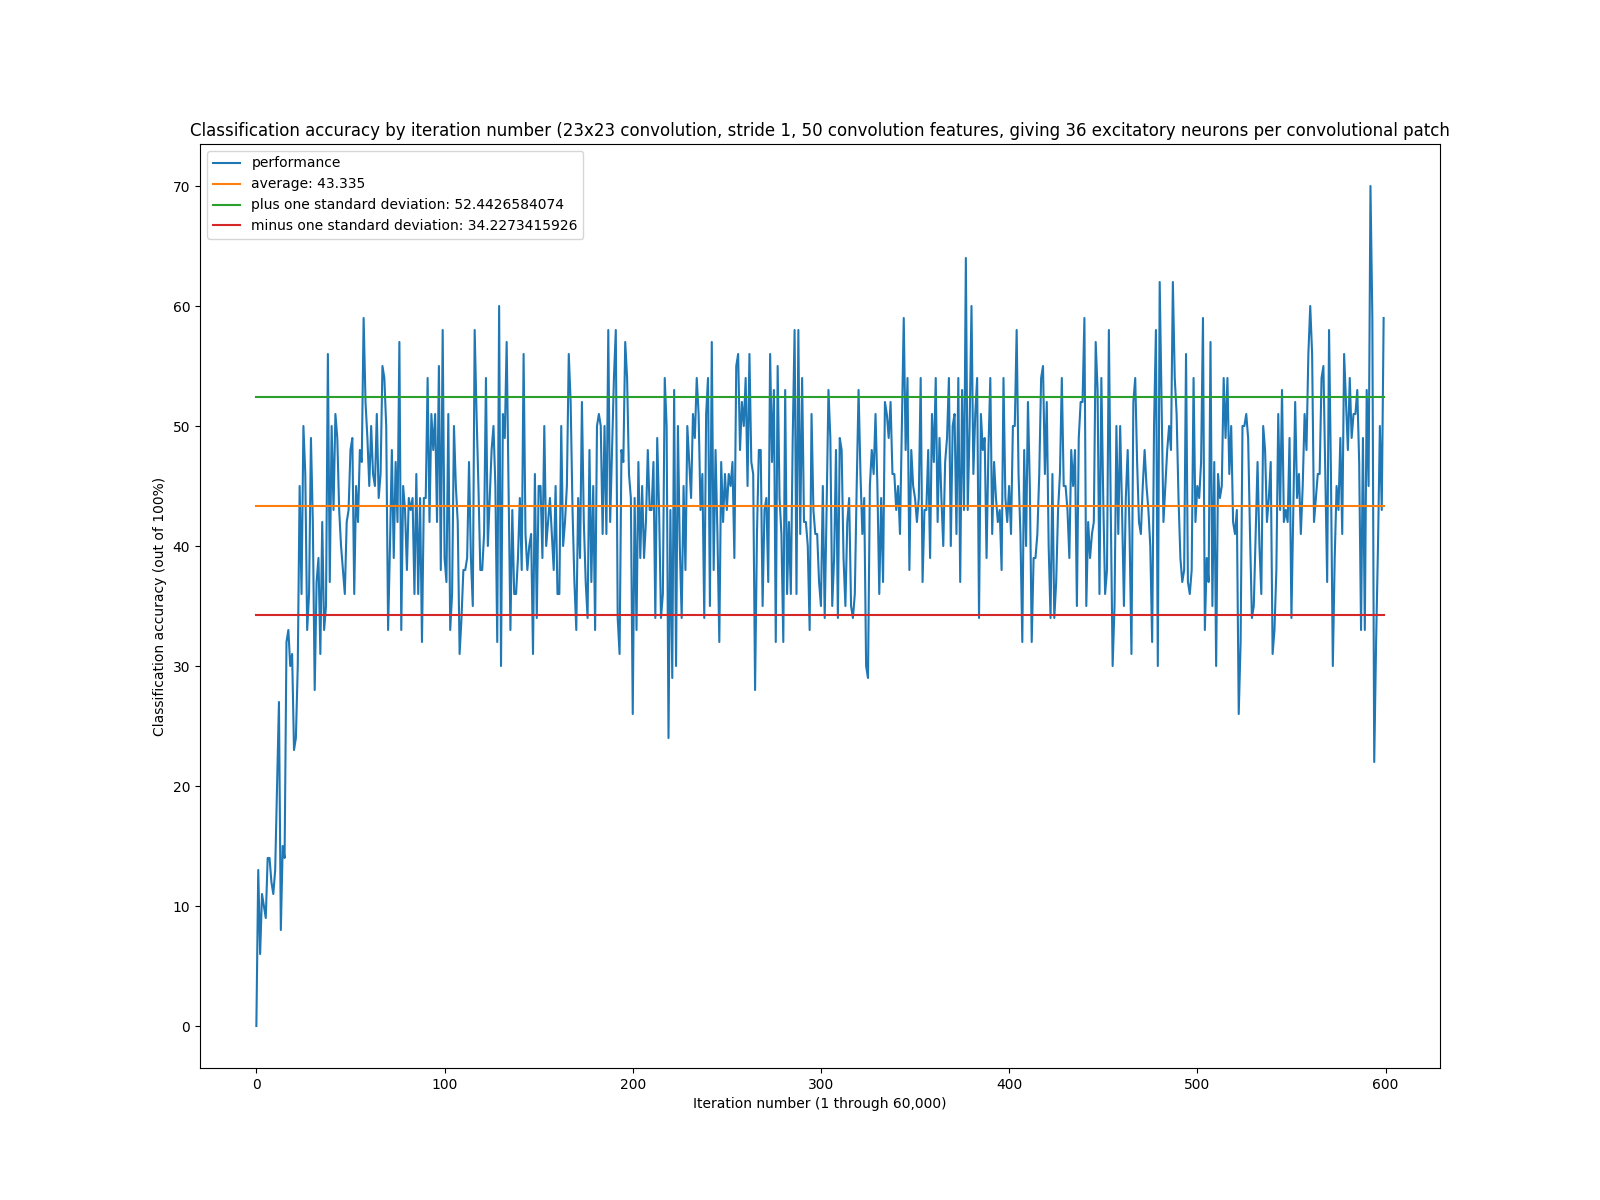 Classification accuracy by iteration number (23x23 convolution, stride 1, 50 convolution features, giving 36 excitatory neurons per convolutional patch
performance
average: 43.335
plus one standard deviation: 52.4426584074
minus one standard deviation: 34.2273415926
70
60
50
40
30
20
10
0
Classification accuracy (out of 100%)
0 100 200 300 400 500 600
Iteration number (1 through 60,000)